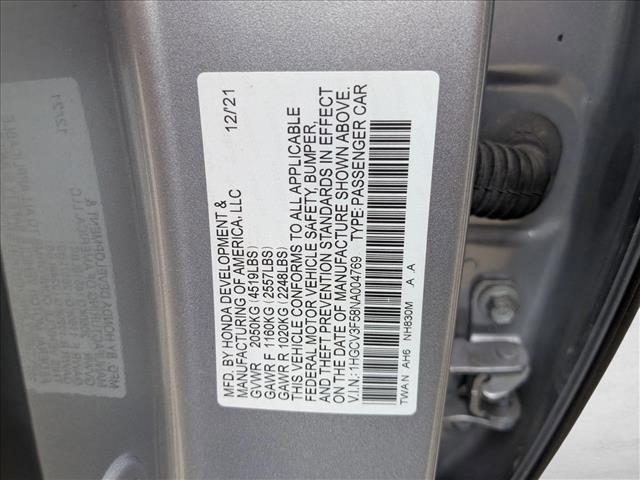 MFD. BY HONDA DEVELOPMENT &
MANUFACTURING OF AMERICA, LLC 12/21
GVWR 2050KG (4519LBS)
GAWR F 1160KG (2557LBS)
GAWR R 1020KG (2248LBS)
THIS VEHICLE CONFORMS TO ALL APPLICABLE
FEDERAL MOTOR VEHICLE SAFETY, BUMPER,
AND THEFT PREVENTION STANDARDS IN EFFECT
ON THE DATE OF MANUFACTURE SHOWN ABOVE.
V.I.N.: 1HGCV3F58NA004769 TYPE: PASSENGER CAR
TWA N AH6 NH830M A A